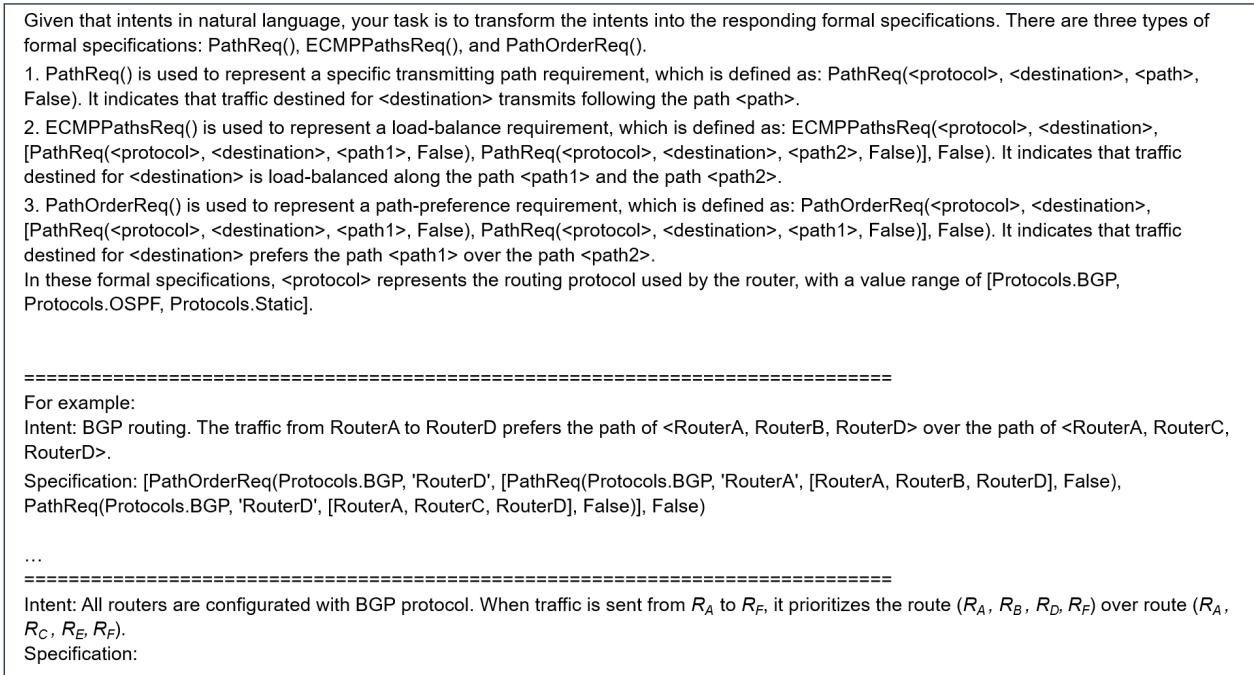 Given that intents in natural language, your task is to transform the intents into the responding formal specifications. There are three types of
formal specifications: PathReq(), ECMPPathsReq(), and PathOrderReq().
1. PathReq() is used to represent a specific transmitting path requirement, which is defined as: PathReq(<protocol>, <destination>, <path>,
False). It indicates that traffic destined for <destination> transmits following the path <path>.
2. ECMPPathsReq() is used to represent a load-balance requirement, which is defined as: ECMPPathsReq(<protocol>, <destination>,
[PathReq(<protocol>, <destination>, <path1>, False), PathReq(<protocol>, <destination>, <path2>, False)], False). It indicates that traffic
destined for <destination> is load-balanced along the path <path1> and the path <path2>.
3. PathOrderReq() is used to represent a path-preference requirement, which is defined as: PathOrderReq(<protocol>, <destination>,
[PathReq(<protocol>, <destination>, <path1>, False), PathReq(<protocol>, <destination>, <path1>, False)], False). It indicates that traffic
destined for <destination> prefers the path <path1> over the path <path2>.
In these formal specifications, <protocol> represents the routing protocol used by the router, with a value range of [Protocols.BGP,
Protocols.OSPF, Protocols.Static].
==============================================================================
For example:
Intent: BGP routing. The traffic from RouterA to RouterD prefers the path of <RouterA, RouterB, RouterD> over the path of <RouterA, RouterC,
RouterD>.
Specification: [PathOrderReq(Protocols.BGP, 'RouterD', [PathReq(Protocols.BGP, 'RouterA', [RouterA, RouterB, RouterD], False),
PathReq(Protocols.BGP, 'RouterD', [RouterA, RouterC, RouterD], False)], False)
…
==============================================================================
Intent: All routers are configurated with BGP protocol. When traffic is sent from R_A to R_F, it prioritizes the route (R_A, R_B, R_D, R_F) over route (R_A,
R_C, R_E, R_F).
Specification: